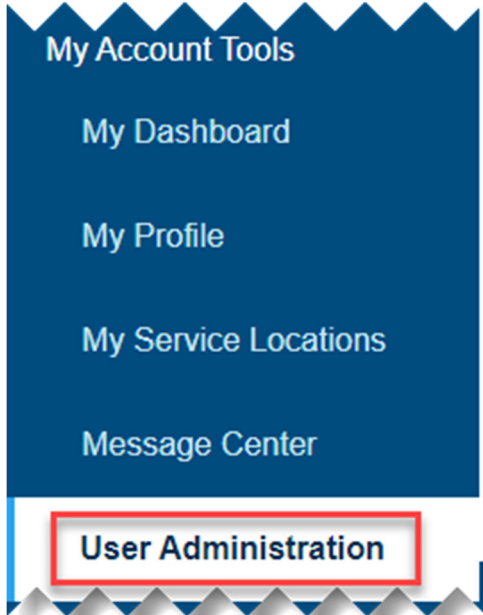 My Account Tools
My Dashboard
My Profile
My Service Locations
Message Center
User Administration